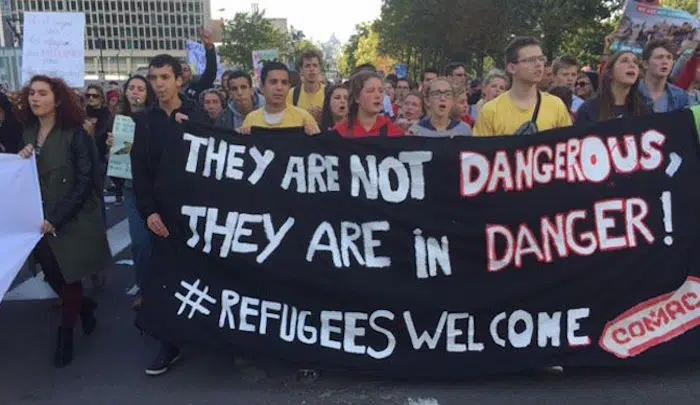 THEY ARE NOT DANGEROUS,
THEY ARE iN DANGER!
#REFUGEES WELCOME
COMAC